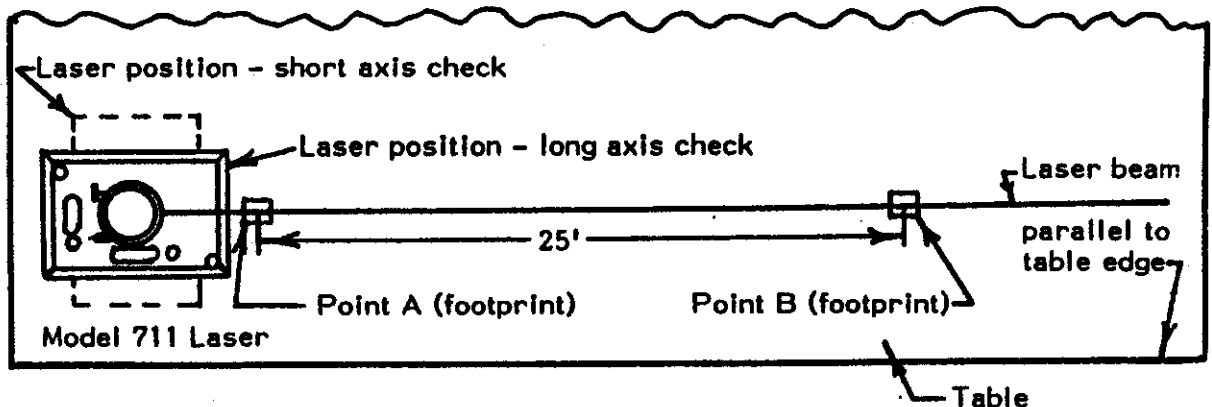 Laser position - short axis check
Laser position - long axis check
Laser beam
25'
parallel to
table edge
Point A (footprint)
Point B (footprint)
Model 711 Laser
Table